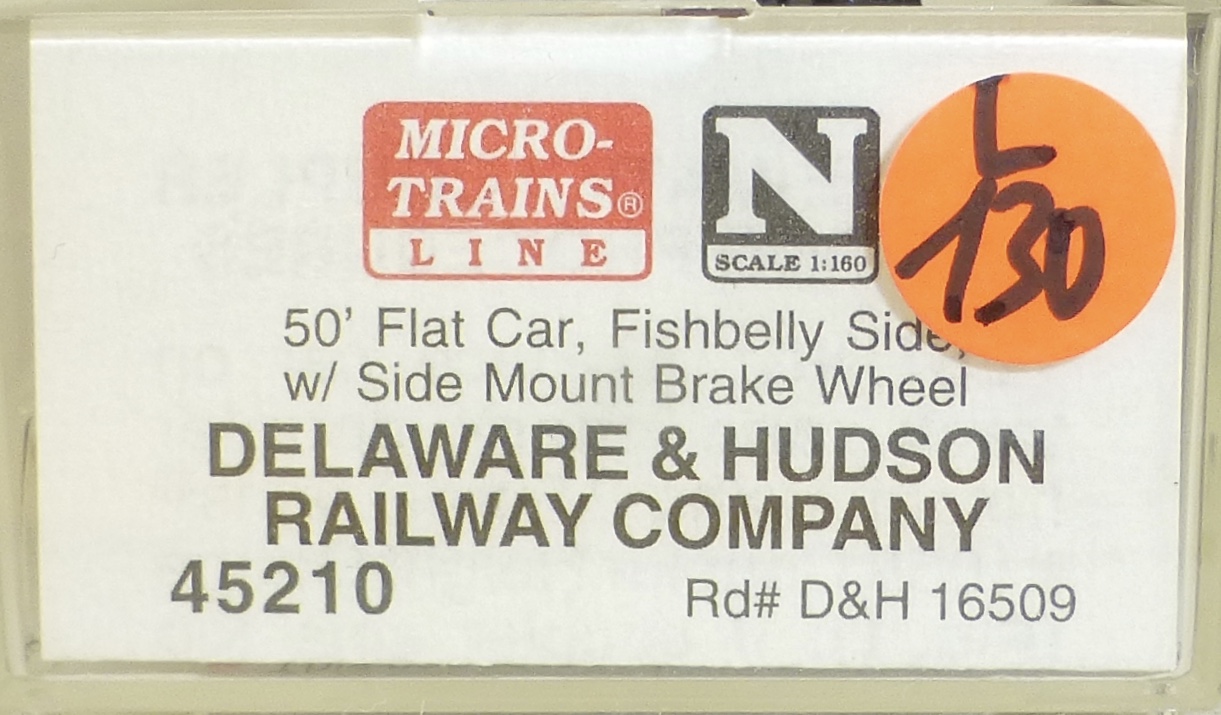 MICRO-
TRAINS®
LINE
N
SCALE 1:160
L
130
50' Flat Car, Fishbelly Side,
w/ Side Mount Brake Wheel
DELAWARE & HUDSON
RAILWAY COMPANY
45210
Rd# D&H 16509